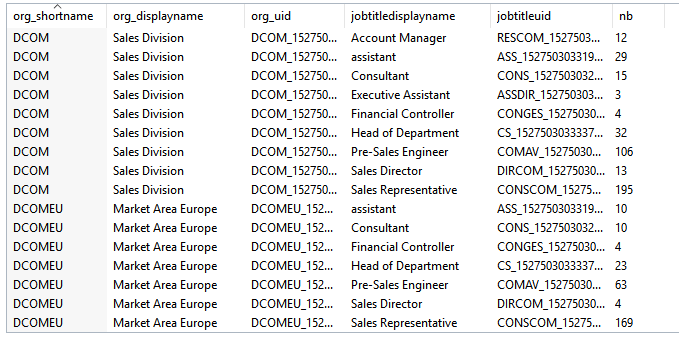 org_shortname org_displayname org_uid jobtitledisplayname jobtitleuid nb
DCOM Sales Division DCOM_152750... Account Manager RESCOM_1527503... 12
DCOM Sales Division DCOM_152750... assistant ASS_152750303319... 29
DCOM Sales Division DCOM_152750... Consultant CONS_1527503032... 15
DCOM Sales Division DCOM_152750... Executive Assistant ASSDIR_15275030... 3
DCOM Sales Division DCOM_152750... Financial Controller CONGES_1527503... 4
DCOM Sales Division DCOM_152750... Head of Department CS_1527503033337... 32
DCOM Sales Division DCOM_152750... Pre-Sales Engineer COMAV_15275030... 106
DCOM Sales Division DCOM_152750... Sales Director DIRCOM_15275030... 13
DCOM Sales Division DCOM_152750... Sales Representative CONSCOM_15275... 195
DCOMEU Market Area Europe DCOMEU_152... assistant ASS_152750303319... 10
DCOMEU Market Area Europe DCOMEU_152... Consultant CONS_1527503032... 10
DCOMEU Market Area Europe DCOMEU_152... Financial Controller CONGES_1527503... 4
DCOMEU Market Area Europe DCOMEU_152... Head of Department CS_1527503033337... 23
DCOMEU Market Area Europe DCOMEU_152... Pre-Sales Engineer COMAV_15275030... 63
DCOMEU Market Area Europe DCOMEU_152... Sales Director DIRCOM_15275030... 4
DCOMEU Market Area Europe DCOMEU_152... Sales Representative CONSCOM_15275... 169